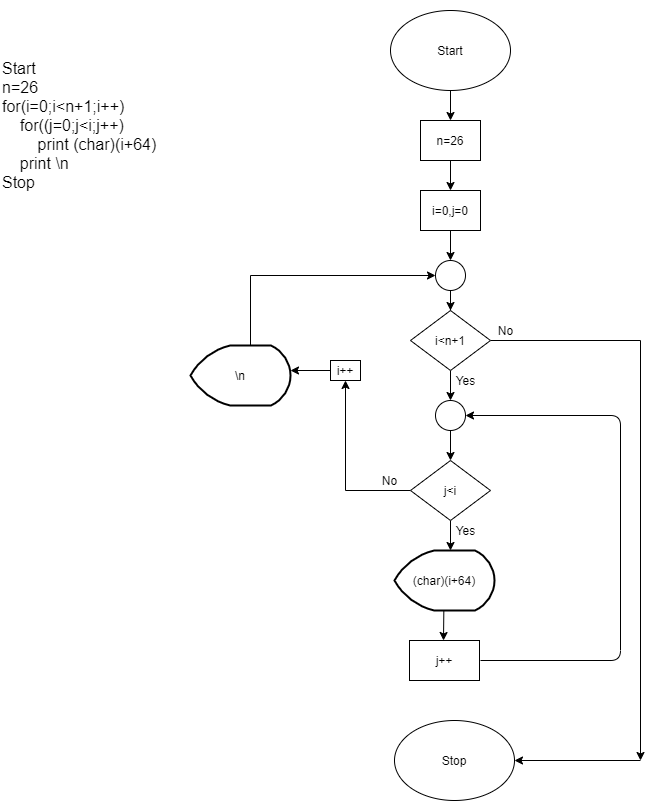 Start
n=26
for(i=0;i<n+1;i++)
for((j=0;j<i;j++)
print (char)(i+64)
print \n
Stop
Start
n=26
i=0,j=0
i<n+1
No
Yes
\n
i++
No
j<i
Yes
(char)(i+64)
j++
Stop